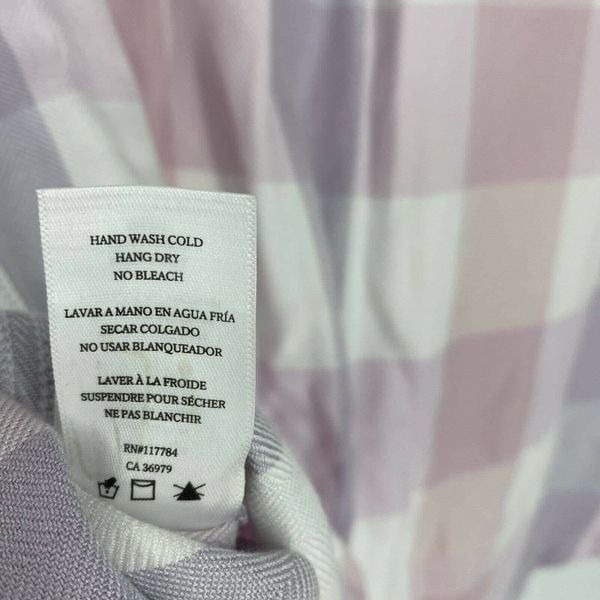 HAND WASH COLD
HANG DRY
NO BLEACH
LAVAR A MANO EN AGUA FRÍA
SECAR COLGADO
NO USAR BLANQUEADOR
LAVER À LA FROIDE
SUSPENDRE POUR SÉCHER
NE PAS BLANCHIR
RN#117784
CA 36979